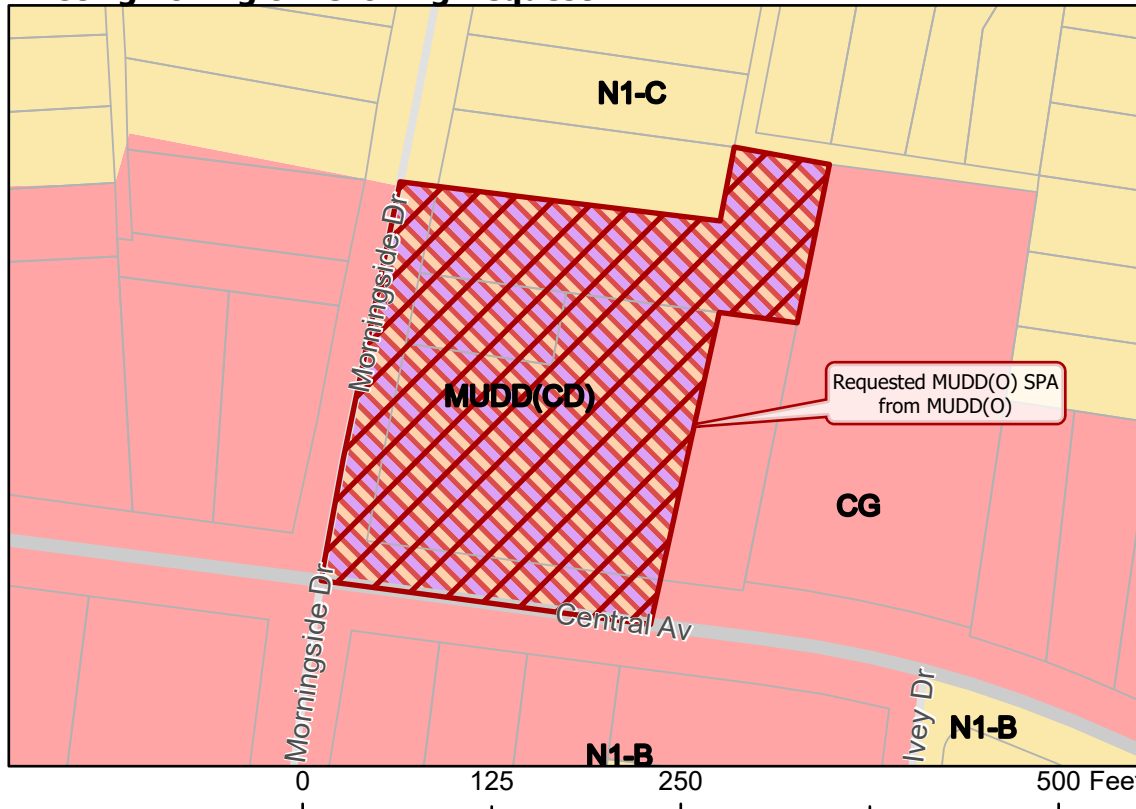 N1-C
Morningside Dr
MUDD(CD)
Requested MUDD(O) SPA
from MUDD(O)
CG
Morningside Dr
Central Av
Ivey Dr
N1-B
N1-B
0 125 250 500 Feet